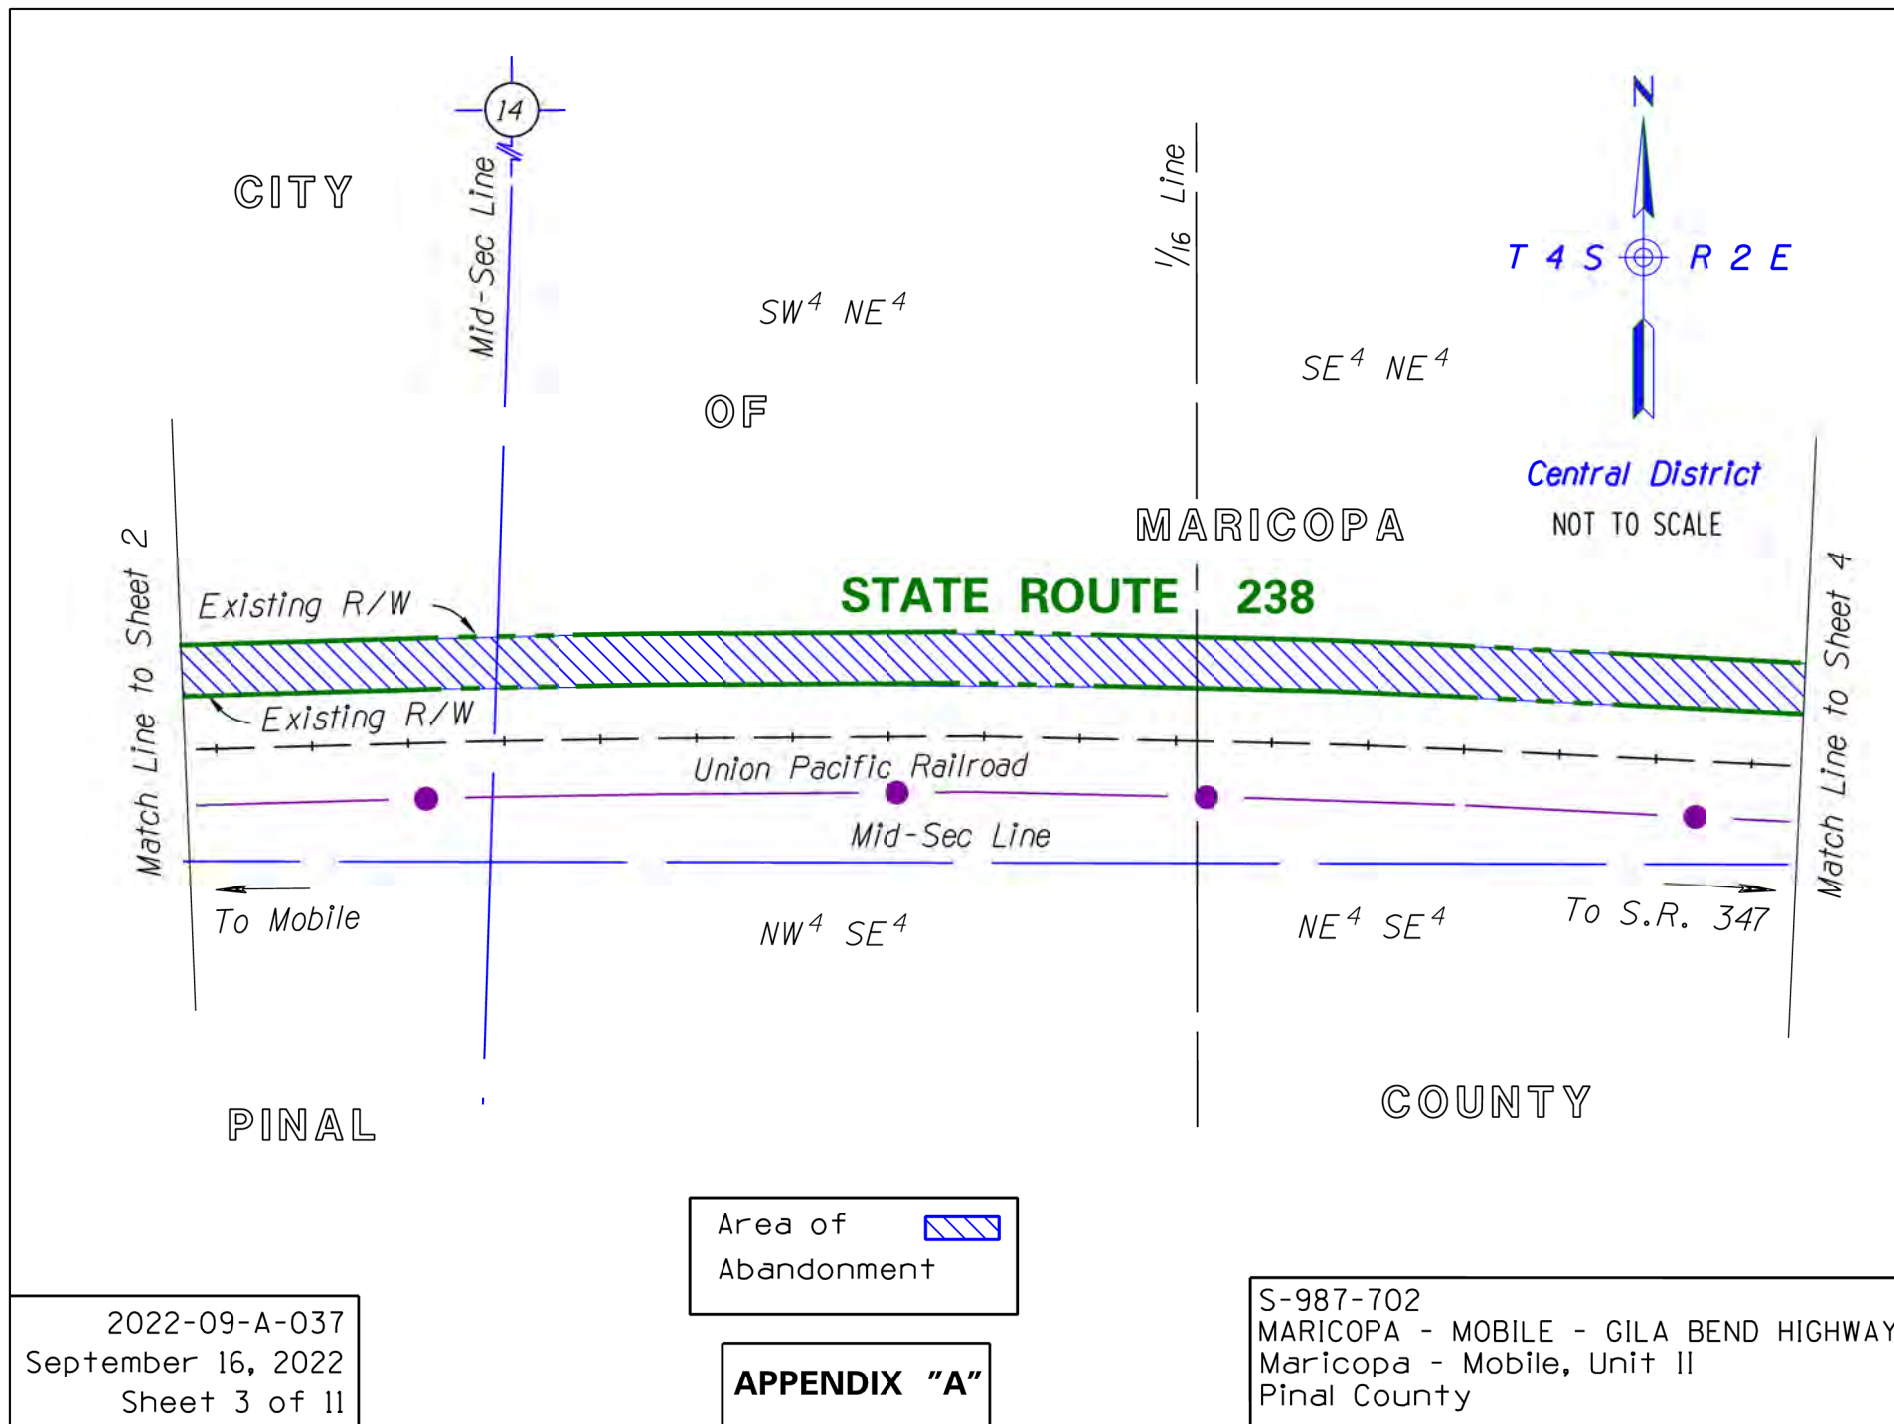 14
N
CITY
Mid-Sec Line
1/16 Line
T 4 S R 2 E
SW4 NE4
SE4 NE4
OF
Central District
NOT TO SCALE
MARICOPA
Match Line to Sheet 2
Match Line to Sheet 4
Existing R/W
STATE ROUTE 238
Existing R/W
Union Pacific Railroad
Mid-Sec Line
To Mobile
To S.R. 347
NW4 SE4
NE4 SE4
PINAL
COUNTY
Area of
Abandonment
2022-09-A-037
September 16, 2022
Sheet 3 of 11
APPENDIX "A"
S-987-702
MARICOPA - MOBILE - GILA BEND HIGHWAY
Maricopa - Mobile, Unit II
Pinal County